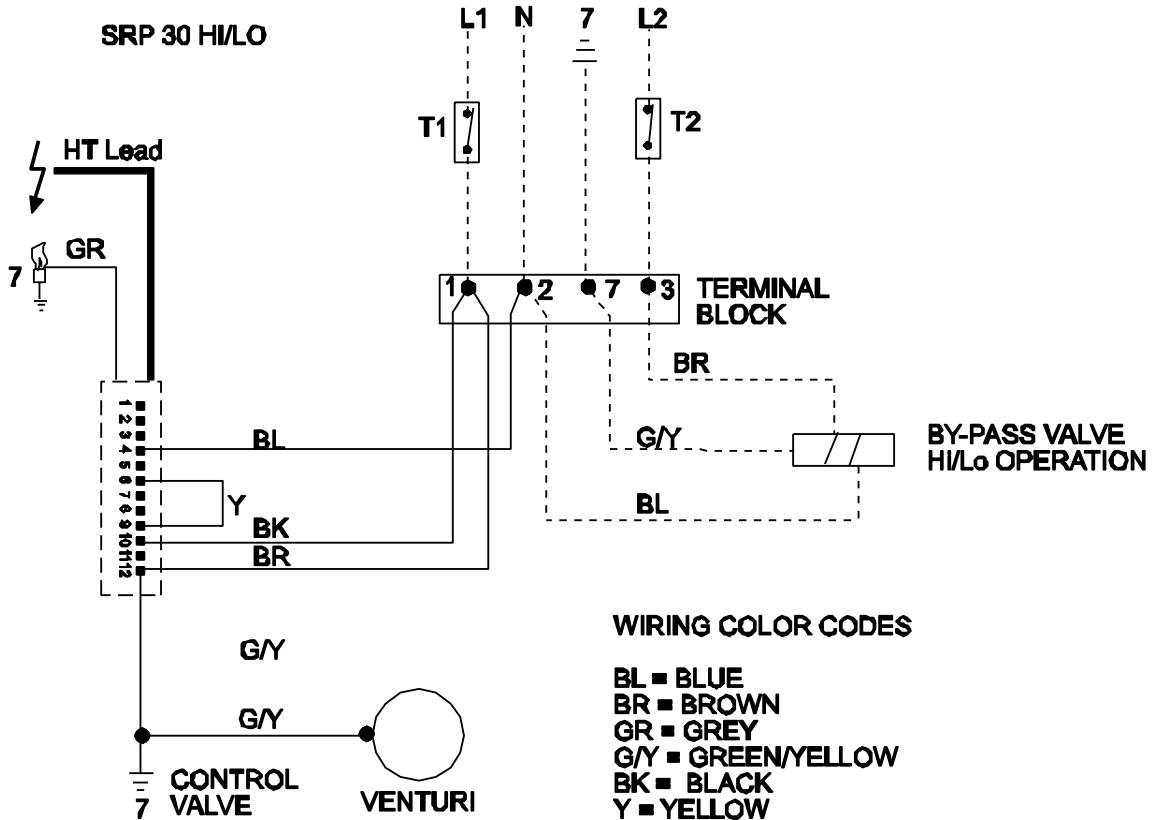 L1 N 7 L2
SRP 30 HI/LO
T1
T2
HT Lead
GR
7
1 2 7 3
TERMINAL
BLOCK
BR
1
2
3
4
5
6
7
8
9
10
11
12
BL
G/Y
BY-PASS VALVE
Hi/Lo OPERATION
Y
BL
BK
BR
WIRING COLOR CODES
G/Y
BL = BLUE
BR = BROWN
GR = GREY
G/Y = GREEN/YELLOW
BK = BLACK
Y = YELLOW
G/Y
CONTROL
VALVE
7
VENTURI